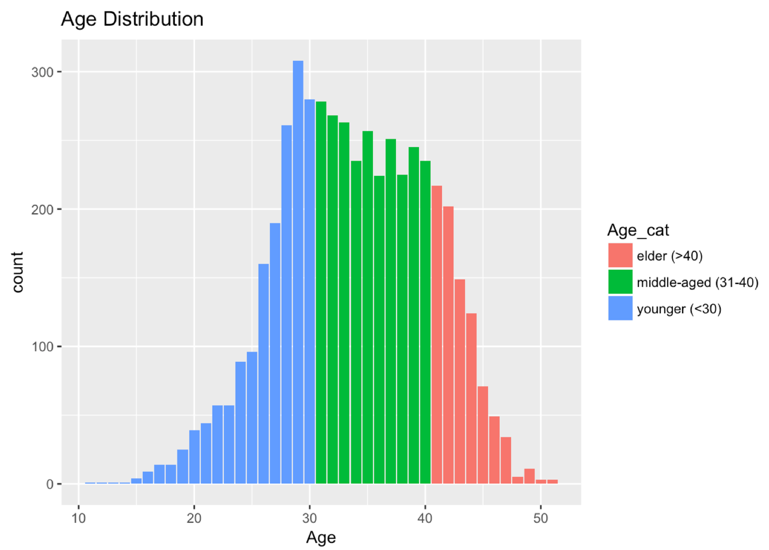 Age Distribution
300
200
100
0
count
10 20 30 40 50
Age
Age_cat
elder (>40)
middle-aged (31-40)
younger (<30)